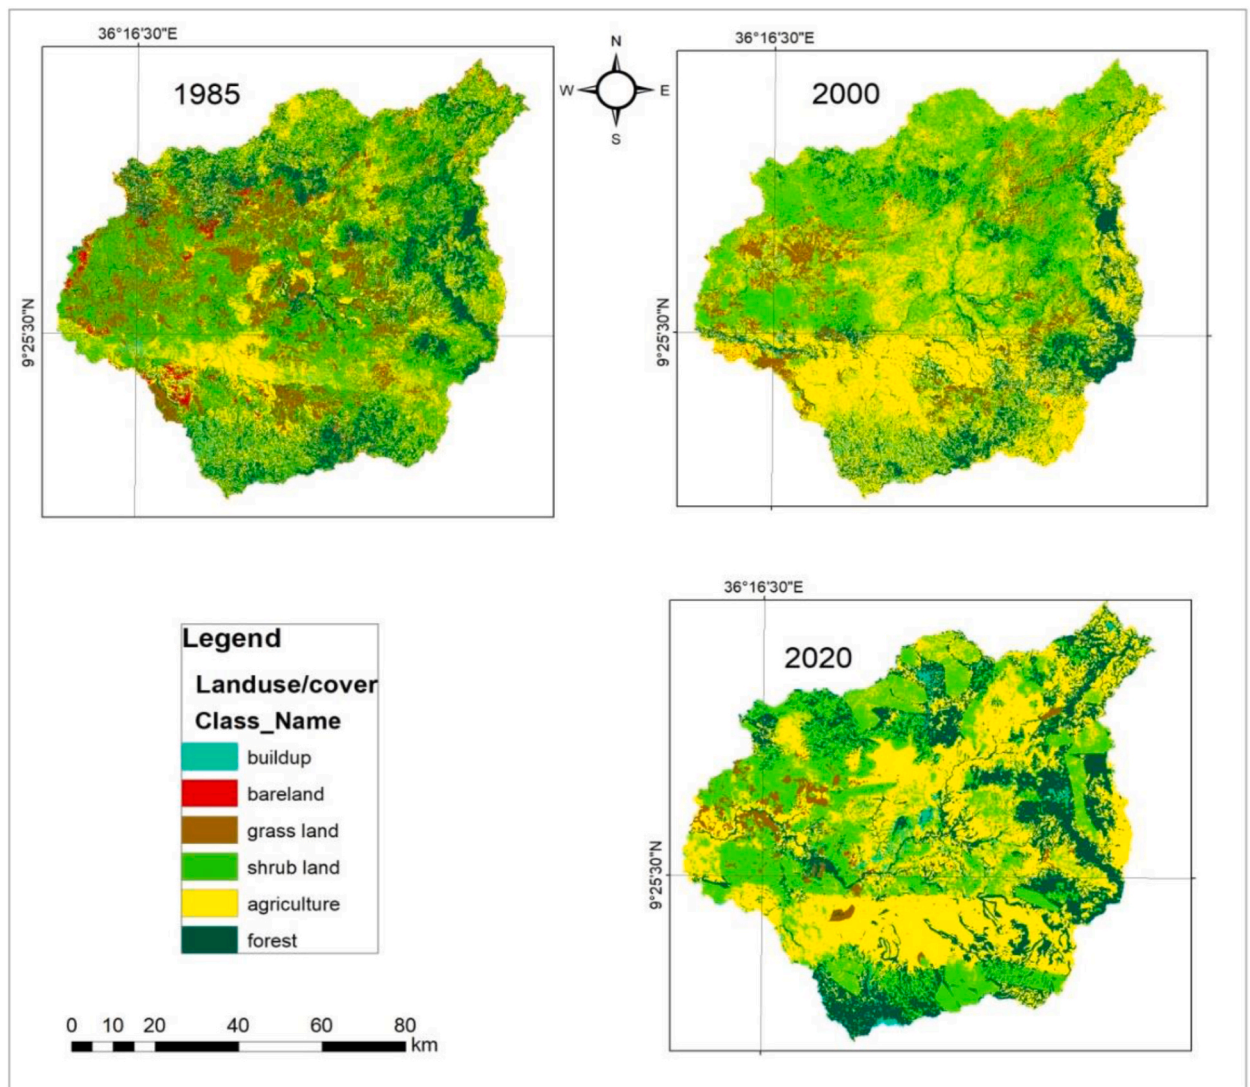 36°16'30"E
1985
9°25'30"N
N
W
E
S
36°16'30"E
2000
9°25'30"N
Legend
Landuse/cover
Class_Name
buildup
bareland
grass land
shrub land
agriculture
forest
0 10 20 40 60 80
km
36°16'30"E
2020
9°25'30"N